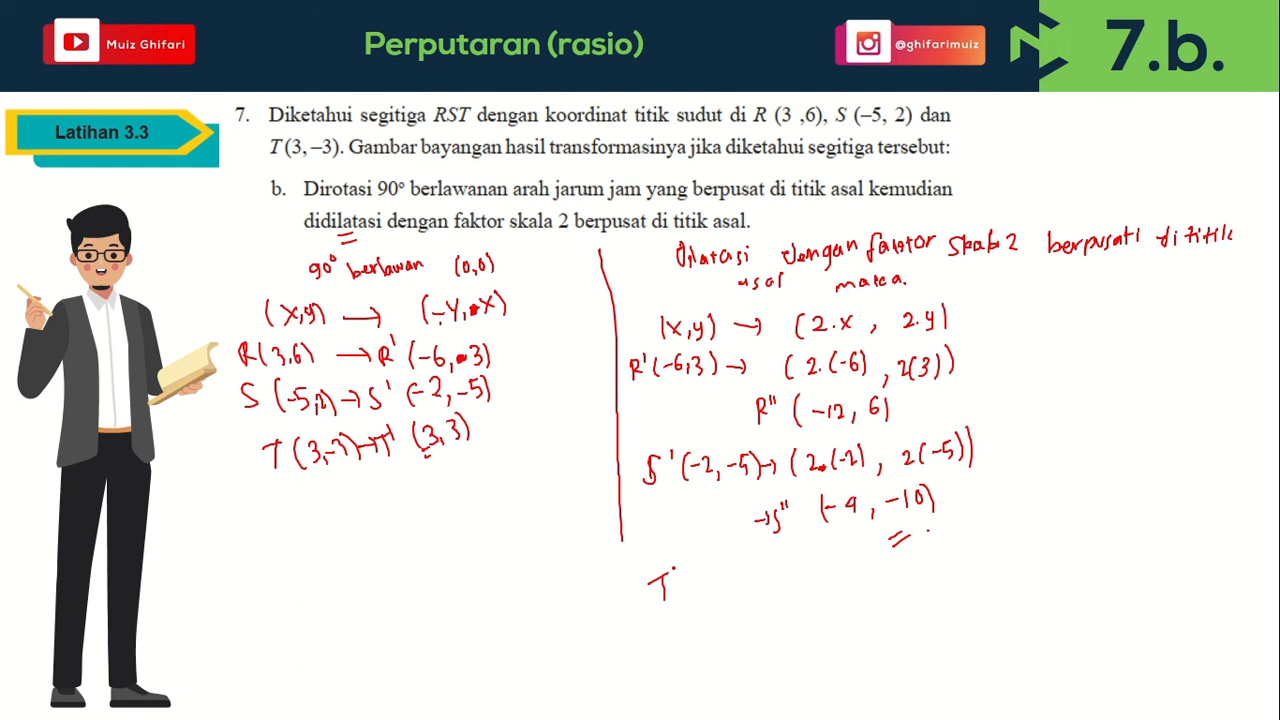 Muiz Ghifari
Perputaran (rasio)
@ghifarimuiz
7.b.
Latihan 3.3
7. Diketahui segitiga RST dengan koordinat titik sudut di R (3 ,6), S (–5, 2) dan
T (3, –3). Gambar bayangan hasil transformasinya jika diketahui segitiga tersebut:
b. Dirotasi 90° berlawanan arah jarum jam yang berpusat di titik asal kemudian
didilatasi dengan faktor skala 2 berpusat di titik asal.
90° berlawan (0,0)
(x,y) → (-y, x)
R(3,6) → R' (-6, 3)
S (-5,2) → S' (-2, -5)
T (3,-3) → T' (3, 3)
Dilatasi dengan faktor skala 2 berpusati di titik
usal maka.
(x,y) → (2.x , 2.y)
R'(-6,3) → (2.(-6) , 2(3))
R" (-12, 6)
S'(-2,-5) → (2.(-2) , 2(-5))
→ S" (-4, -10)
T'